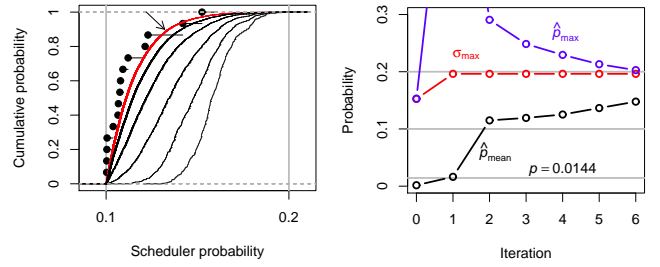 Cumulative probability
1
0.8
0.6
0.4
0.2
0
0.1
0.2
Scheduler probability
Probability
0.3
0.2
0.1
0
p̂max
σmax
p̂mean
p = 0.0144
0
1
2
3
4
5
6
Iteration